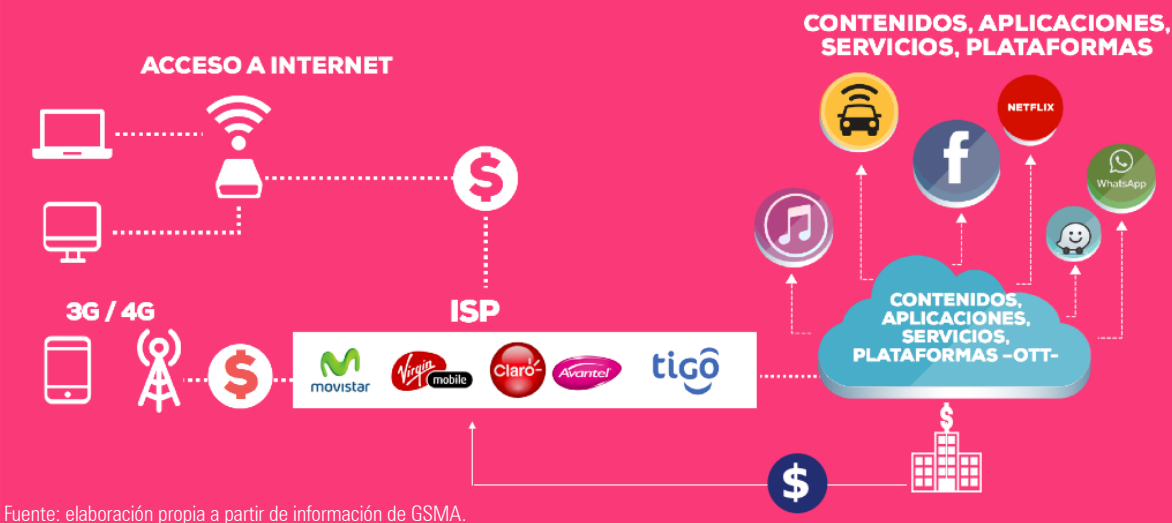 CONTENIDOS, APLICACIONES,
SERVICIOS, PLATAFORMAS
ACCESO A INTERNET
NETFLIX
f
WhatsApp
$
3G / 4G
ISP
CONTENIDOS,
APLICACIONES,
SERVICIOS,
PLATAFORMAS –OTT-
$
movistar
Virgin
mobile
Claro-
Avantel
tigo
$
$
Fuente: elaboración propia a partir de información de GSMA.